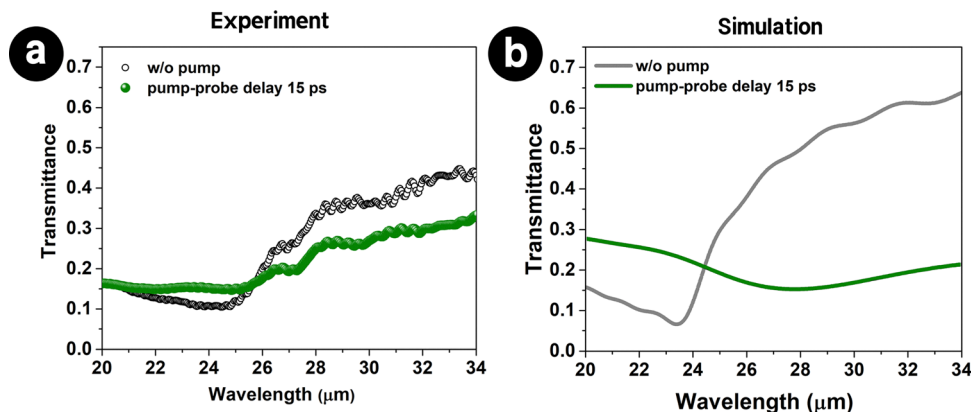 Experiment
a
w/o pump
pump-probe delay 15 ps
0.7
0.6
0.5
0.4
0.3
0.2
0.1
0.0
Transmittance
20 22 24 26 28 30 32 34
Wavelength (μm)
Simulation
b
w/o pump
pump-probe delay 15 ps
0.7
0.6
0.5
0.4
0.3
0.2
0.1
0.0
Transmittance
20 22 24 26 28 30 32 34
Wavelength (μm)